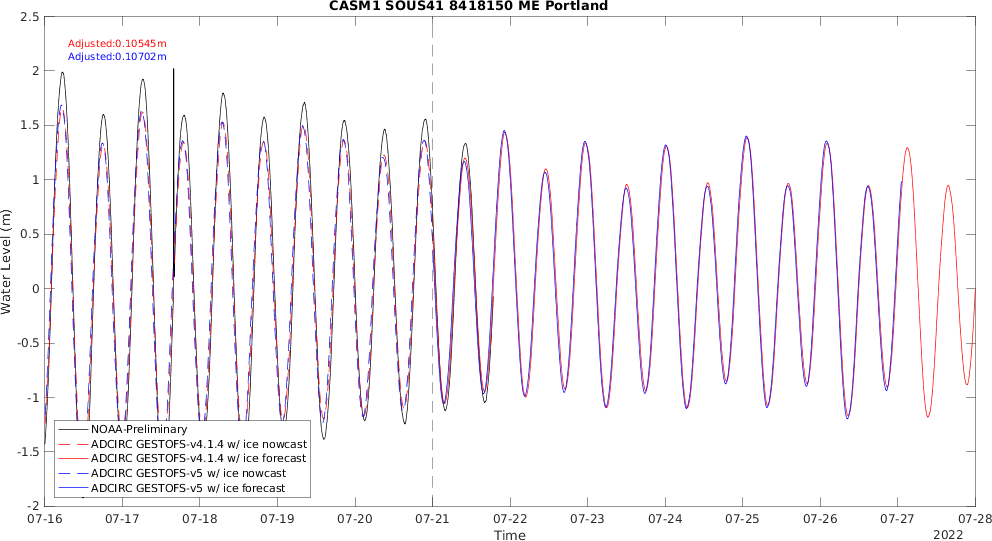 CASM1 SOUS41 8418150 ME Portland
Adjusted:0.10545m
Adjusted:0.10702m
Water Level (m)
2.5
2
1.5
1
0.5
0
-0.5
-1
-1.5
-2
NOAA-Preliminary
ADCIRC GESTOFS-v4.1.4 w/ ice nowcast
ADCIRC GESTOFS-v4.1.4 w/ ice forecast
ADCIRC GESTOFS-v5 w/ ice nowcast
ADCIRC GESTOFS-v5 w/ ice forecast
07-16 07-17 07-18 07-19 07-20 07-21 07-22 07-23 07-24 07-25 07-26 07-27 07-28
Time
2022